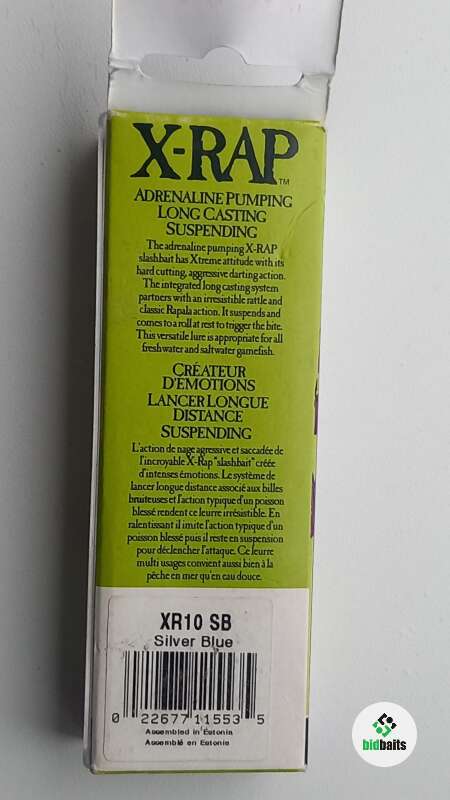 X-RAP™
ADRENALINE PUMPING
LONG CASTING
SUSPENDING
The adrenaline pumping X-RAP
slashbait has Xtreme attitude with its
hard cutting, aggressive darting action.
The integrated long casting system
partners with an irresistible rattle and
classic Rapala action. It suspends and
comes to a roll at rest to trigger the bite.
This versatile lure is appropriate for all
freshwater and saltwater gamefish.
CRÉATEUR
D'ÉMOTIONS
LANCER LONGUE
DISTANCE
SUSPENDING
L'action de nage agressive et saccadée de
l'incroyable X-Rap "slashbait" créée
d'intenses émotions. Le système de
lancer longue distance associé aux billes
bruiteuses et l'action typique d'un poisson
blessé rendent ce leurre irrésistible. En
ralentissant il imite l'action typique d'un
poisson blessé puis il reste en suspension
pour déclencher l'attaque. Ce leurre
multi usages convient aussi bien à la
pêche en mer qu'en eau douce.
XR10 SB
Silver Blue
0 22677 11553 5
Assembled in Estonia
Assemblé en Estonie
bidbaits